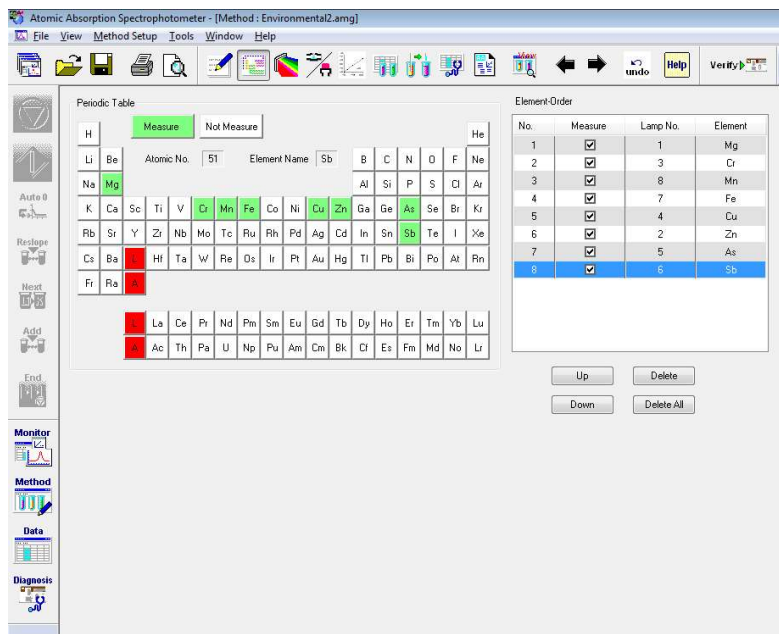 Atomic Absorption Spectrophotometer - [Method : Environmental2.amg]
File View Method Setup Tools Window Help
View undo Help Verify
Auto 0
Reslope
Next
Add
End
Monitor
Method
Data
Diagnosis
Periodic Table
Measure Not Measure
Atomic No. 51 Element Name Sb
H He
Li Be B C N O F Ne
Na Mg Al Si P S Cl Ar
K Ca Sc Ti V Cr Mn Fe Co Ni Cu Zn Ga Ge As Se Br Kr
Rb Sr Y Zr Nb Mo Tc Ru Rh Pd Ag Cd In Sn Sb Te I Xe
Cs Ba L Hf Ta W Re Os Ir Pt Au Hg Tl Pb Bi Po At Rn
Fr Ra A
L La Ce Pr Nd Pm Sm Eu Gd Tb Dy Ho Er Tm Yb Lu
A Ac Th Pa U Np Pu Am Cm Bk Cf Es Fm Md No Lr
Element-Order
No. Measure Lamp No. Element
1 1 Mg
2 3 Cr
3 8 Mn
4 7 Fe
5 4 Cu
6 2 Zn
7 5 As
8 6 Sb
Up Delete
Down Delete All